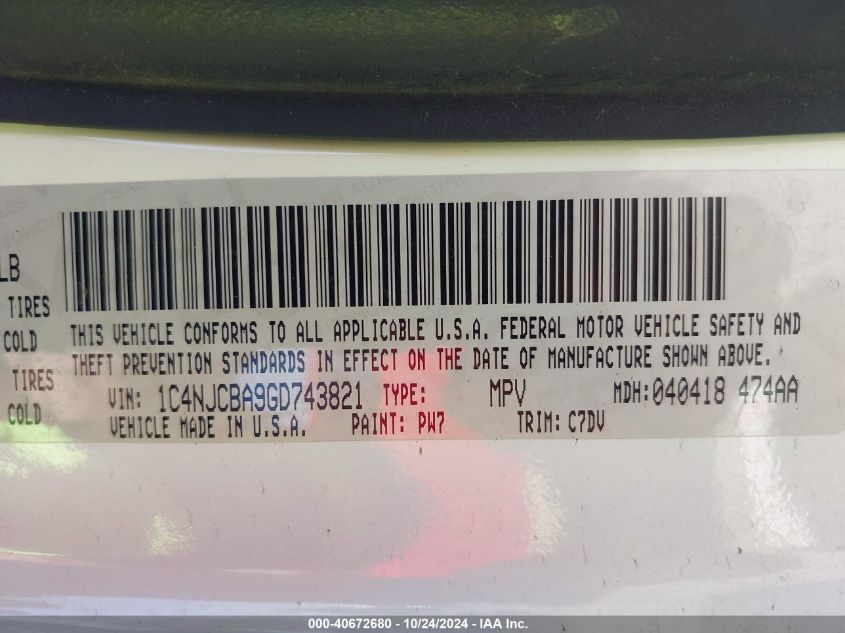 LB
TIRES
COLD
TIRES
COLD
THIS VEHICLE CONFORMS TO ALL APPLICABLE U.S.A. FEDERAL MOTOR VEHICLE SAFETY AND
THEFT PREVENTION STANDARDS IN EFFECT ON THE DATE OF MANUFACTURE SHOWN ABOVE.
VIN: 1C4NJCBA9GD743821 TYPE: MPV MDH:040418 474AA
VEHICLE MADE IN U.S.A. PAINT: PW7 TRIM: C7DV
000-40672680 - 10/24/2024 - IAA Inc.